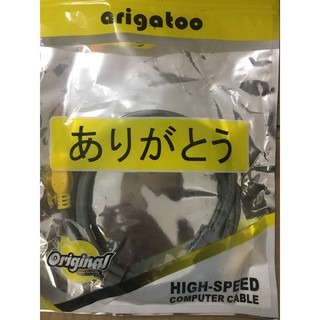 arigatoo
ありがとう
Original
HIGH-SPEED
COMPUTER CABLE